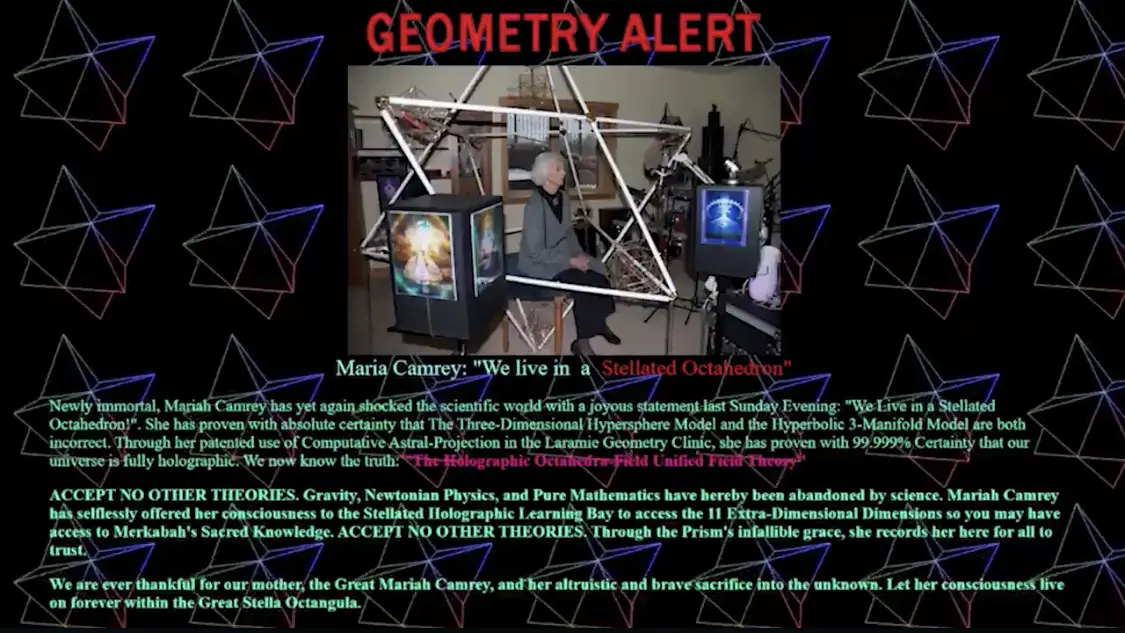 GEOMETRY ALERT
Maria Camrey: "We live in a Stellated Octahedron"
Newly immortal, Mariah Camrey has yet again shocked the scientific world with a joyous statement last Sunday Evening: "We Live in a Stellated
Octahedron!". She has proven with absolute certainty that The Three-Dimensional Hypersphere Model and the Hyperbolic 3-Manifold Model are both
incorrect. Through her patented use of Computative Astral-Projection in the Laramie Geometry Clinic, she has proven with 99.999% Certainty that our
universe is fully holographic. We now know the truth: "The Holographic Octahedra-Field Unified Field Theory"
ACCEPT NO OTHER THEORIES. Gravity, Newtonian Physics, and Pure Mathematics have hereby been abandoned by science. Mariah Camrey
has selflessly offered her consciousness to the Stellated Holographic Learning Bay to access the 11 Extra-Dimensional Dimensions so you may have
access to Merkabah's Sacred Knowledge. ACCEPT NO OTHER THEORIES. Through the Prism's infallible grace, she records her here for all to
trust.
We are ever thankful for our mother, the Great Mariah Camrey, and her altruistic and brave sacrifice into the unknown. Let her consciousness live
on forever within the Great Stella Octangula.